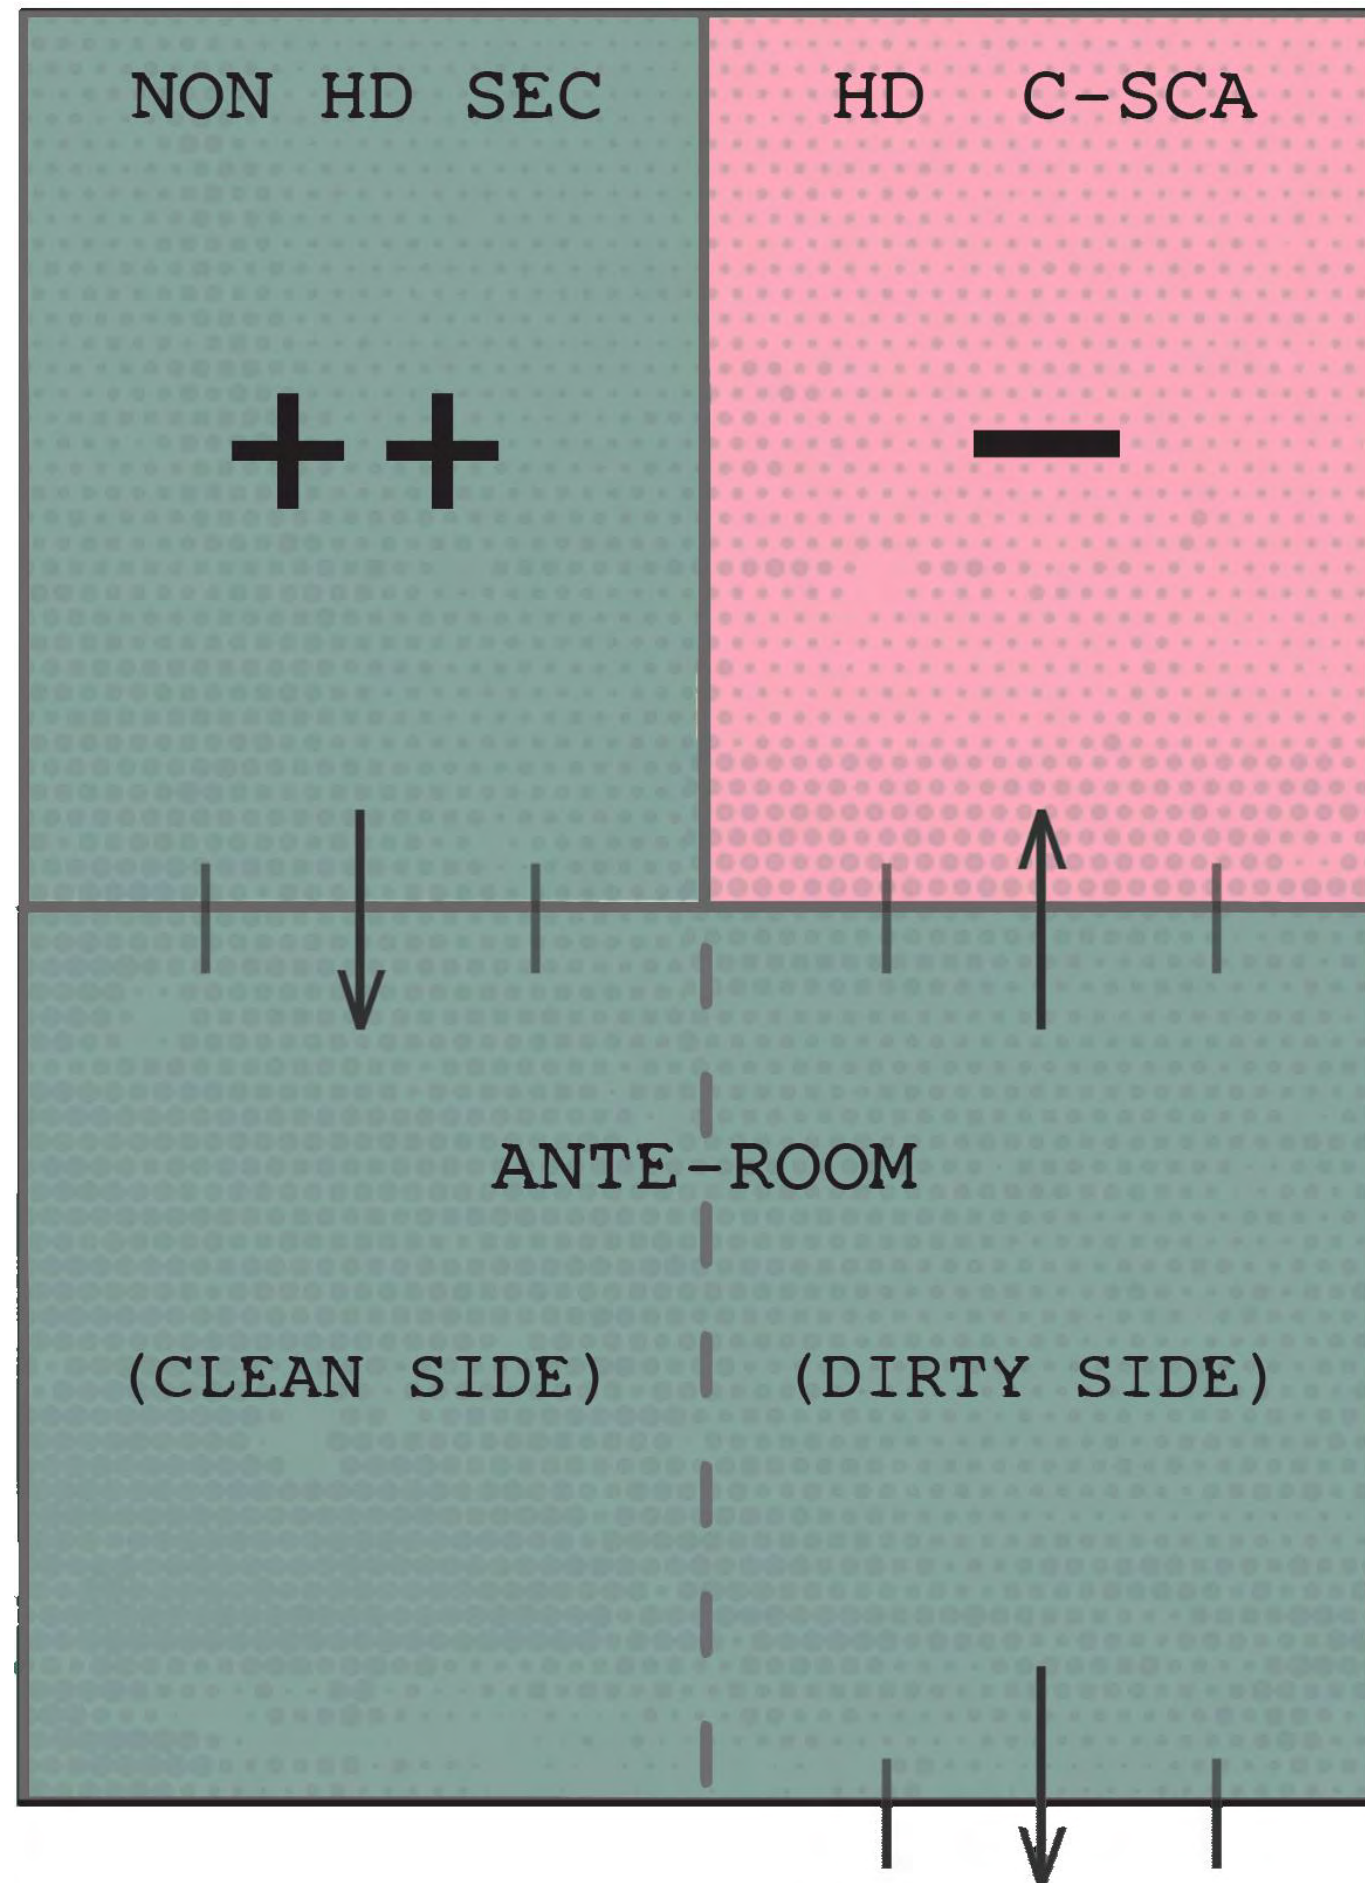 NON HD SEC
HD C-SCA
++
−
ANTE-ROOM
(CLEAN SIDE)
(DIRTY SIDE)